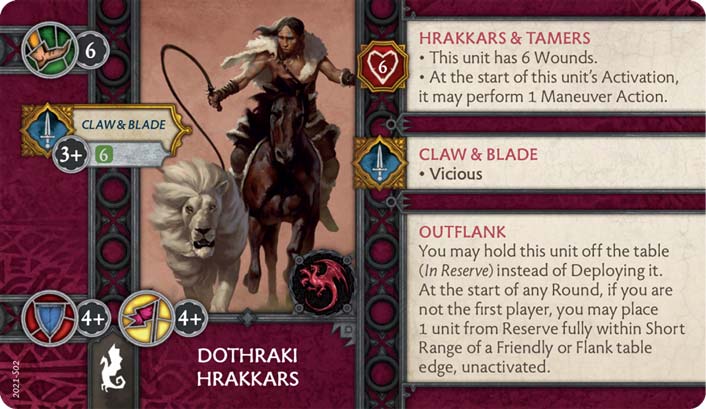 6
CLAW & BLADE
3+
6
4+
4+
DOTHRAKI
HRAKKARS
2021-S02
6
HRAKKARS & TAMERS
• This unit has 6 Wounds.
• At the start of this unit's Activation,
it may perform 1 Maneuver Action.
CLAW & BLADE
• Vicious
OUTFLANK
You may hold this unit off the table
(In Reserve) instead of Deploying it.
At the start of any Round, if you are
not the first player, you may place
1 unit from Reserve fully within Short
Range of a Friendly or Flank table
edge, unactivated.